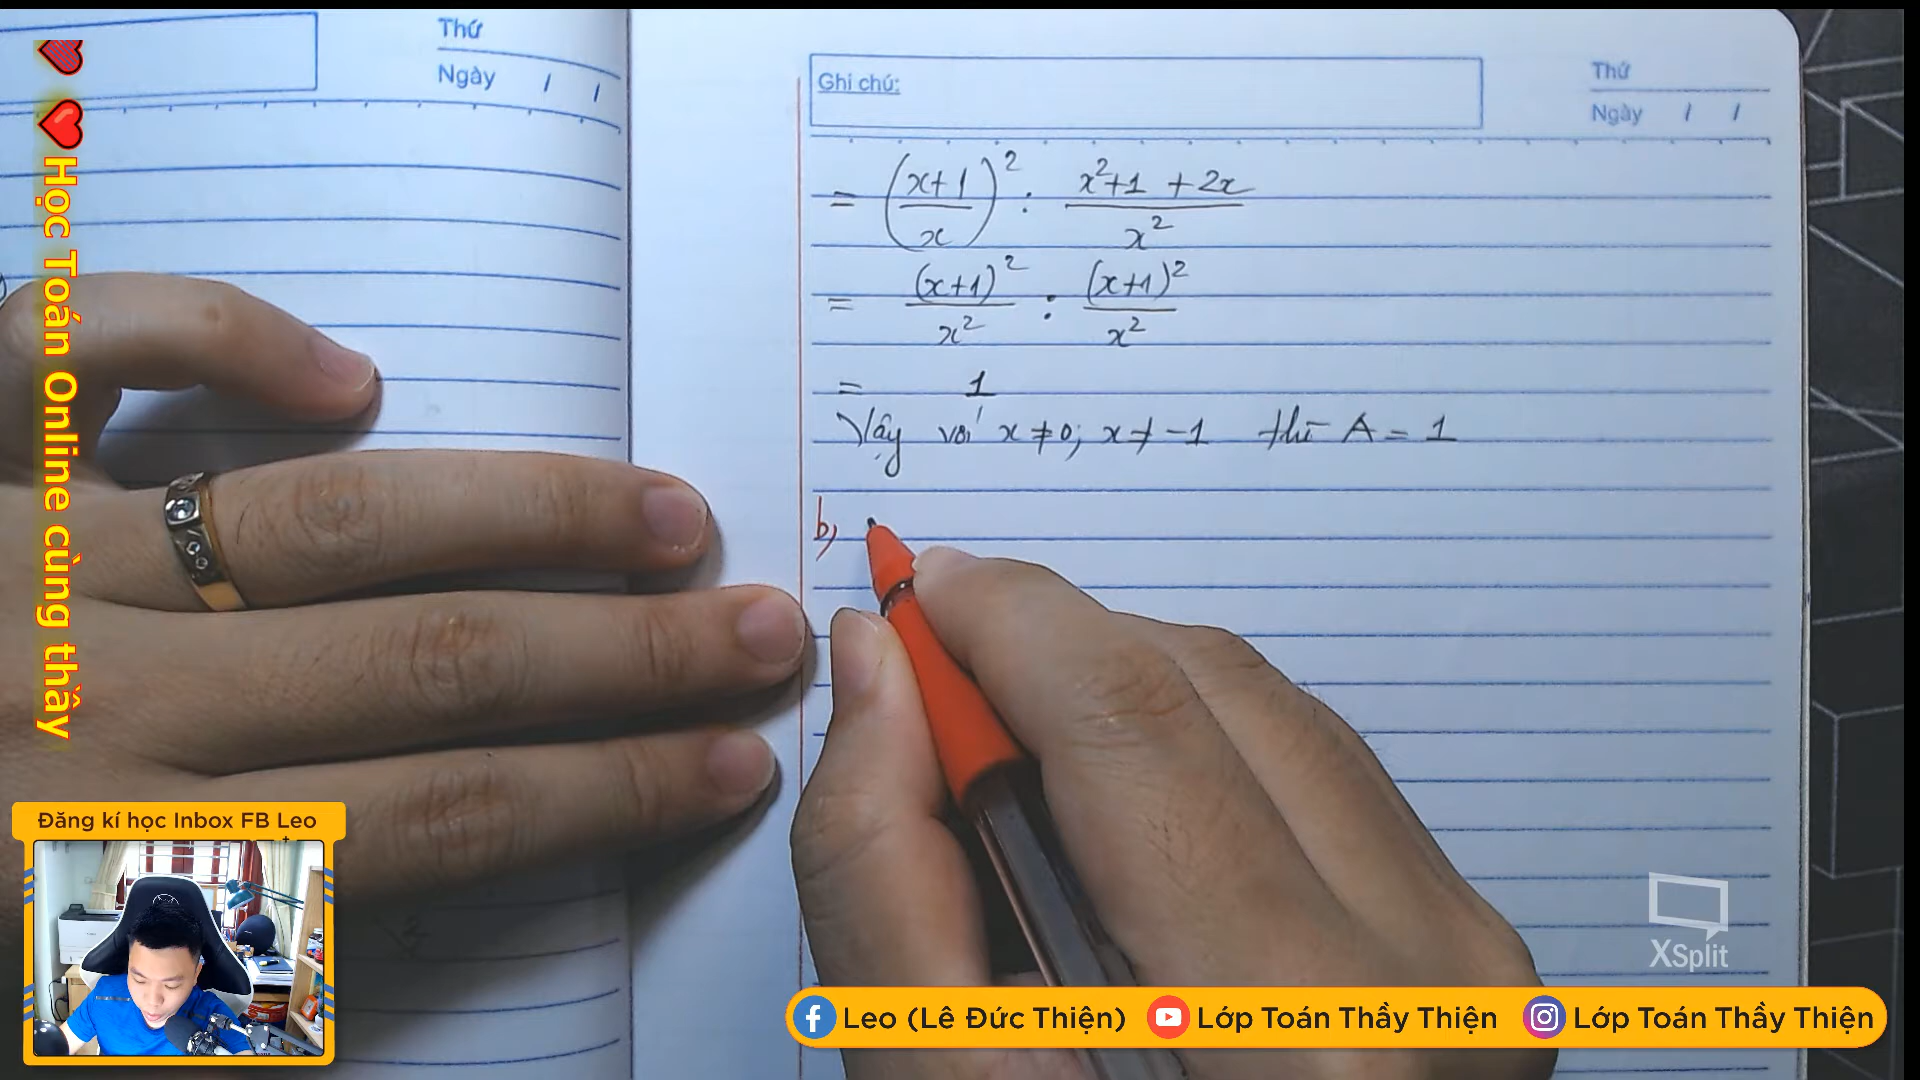 Thứ
Ngày / /
Ghi chú:
Thứ
Ngày / /
= ((x+1)/x)² : (x²+1+2x)/x²
= (x+1)²/x² : (x+1)²/x²
= 1
Vậy với x ≠ 0; x ≠ -1 thì A = 1
b,
Học Toán Online cùng thầy
Đăng kí học Inbox FB Leo
XSplit
Leo (Lê Đức Thiện) Lớp Toán Thầy Thiện Lớp Toán Thầy Thiện